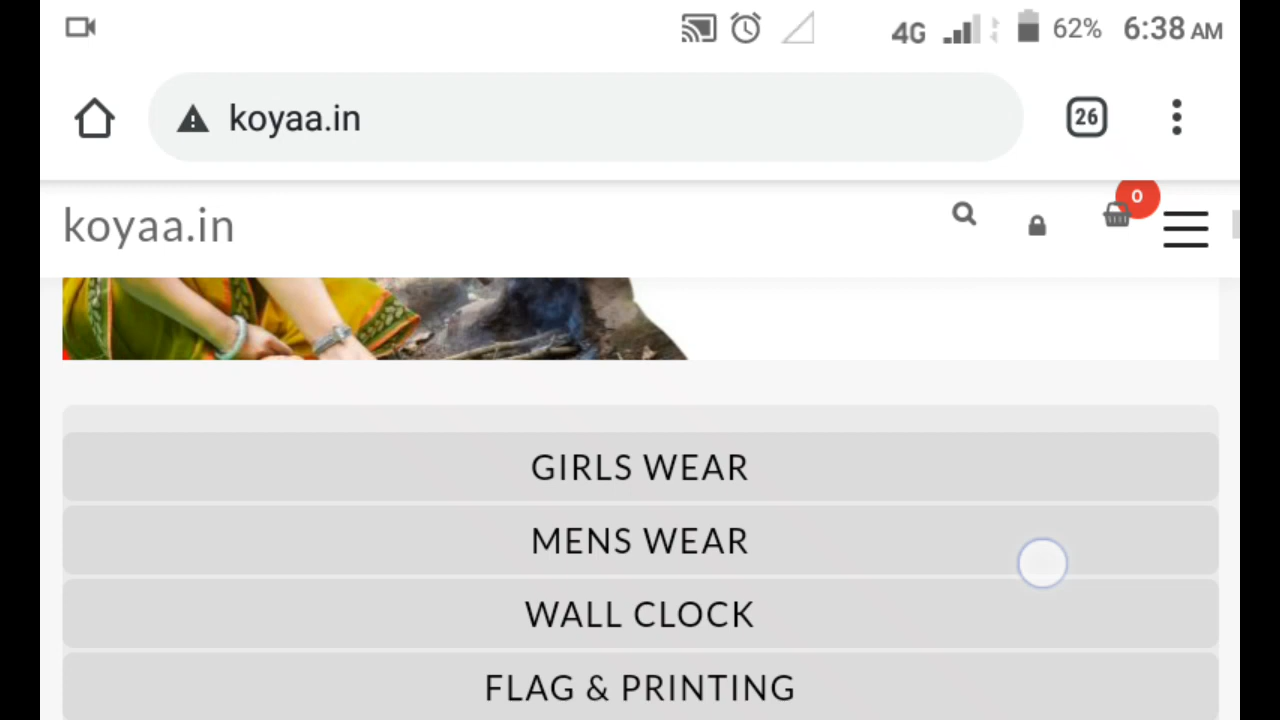 4G 62% 6:38 AM
koyaa.in 26
koyaa.in 0
GIRLS WEAR
MENS WEAR
WALL CLOCK
FLAG & PRINTING